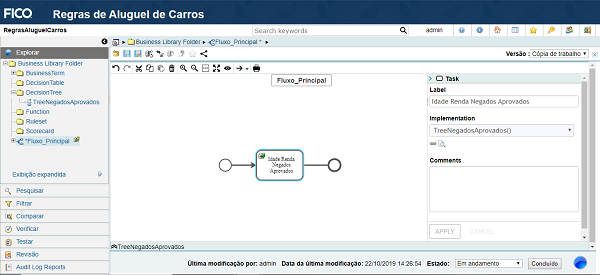 FICO Regras de Aluguel de Carros
RegrasAluguelCarros
Search keywords
admin
Explorar
Business Library Folder
BusinessTerm
DecisionTable
DecisionTree
TreeNegadosAprovados
Function
Ruleset
Scorecard
*Fluxo_Principal
Exibição expandida
Pesquisar
Filtrar
Comparar
Verificar
Testar
Revisão
Audit Log Reports
Business Library Folder Fluxo_Principal *
Versão : Cópia de trabalho
Fluxo_Principal
Idade Renda
Negados
Aprovados
TreeNegadosAprovados
Task
Label
Idade Renda Negados Aprovados
Implementation
TreeNegadosAprovados()
Comments
APPLY CANCEL
Última modificação por: admin Data da última modificação: 22/10/2019 14:26:54 Estado: Em andamento Concluído